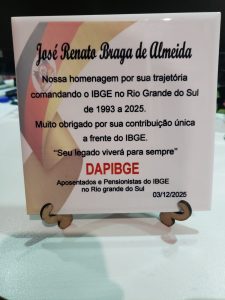 José Renato Braga de Almeida
Nossa homenagem por sua trajetória
comandando o IBGE no Rio Grande do Sul
de 1993 a 2025.
Muito obrigado por sua contribuição única
a frente do IBGE.
"Seu legado viverá para sempre"
DAPIBGE
Aposentados e Pensionistas do IBGE
no Rio grande do Sul
03/12/2025